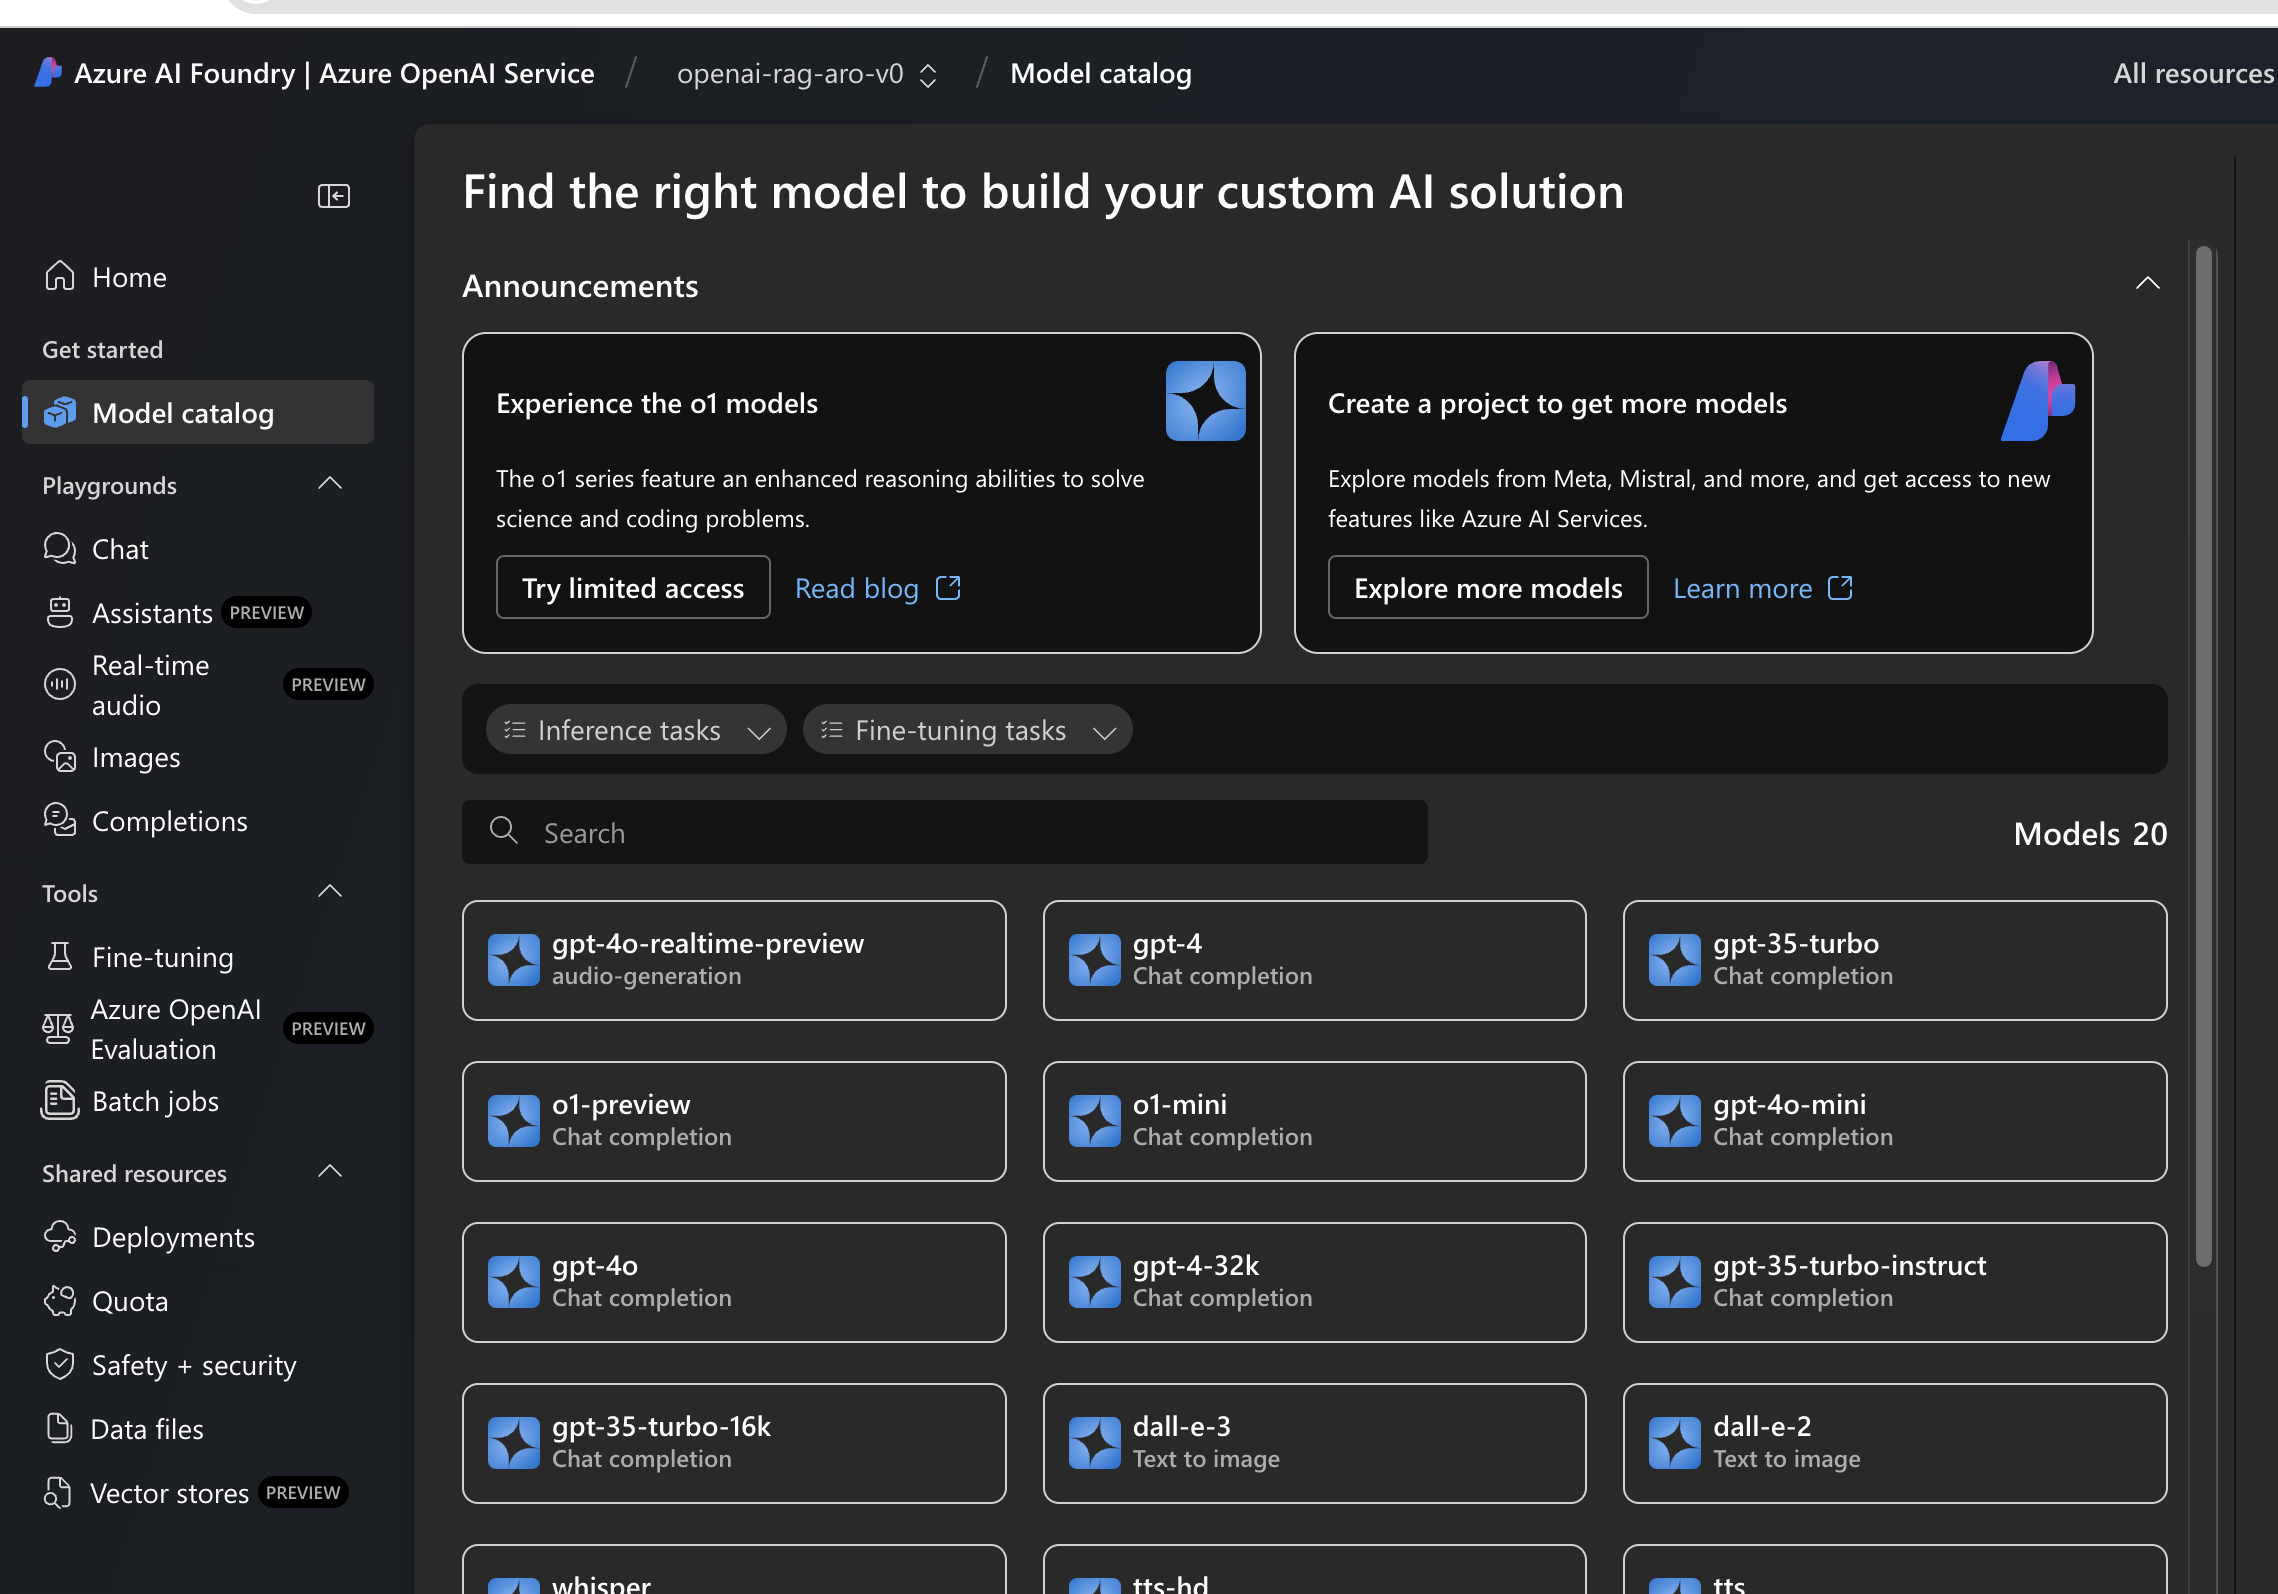 Azure AI Foundry | Azure OpenAI Service / openai-rag-aro-v0 / Model catalog
All resources
Home
Get started
Model catalog
Playgrounds
Chat
Assistants PREVIEW
Real-time
audio
PREVIEW
Images
Completions
Tools
Fine-tuning
Azure OpenAI
Evaluation
PREVIEW
Batch jobs
Shared resources
Deployments
Quota
Safety + security
Data files
Vector stores PREVIEW
Find the right model to build your custom AI solution
Announcements
Experience the o1 models
The o1 series feature an enhanced reasoning abilities to solve
science and coding problems.
Try limited access Read blog
Create a project to get more models
Explore models from Meta, Mistral, and more, and get access to new
features like Azure AI Services.
Explore more models Learn more
Inference tasks Fine-tuning tasks
Search
Models 20
gpt-4o-realtime-preview
audio-generation
gpt-4
Chat completion
gpt-35-turbo
Chat completion
o1-preview
Chat completion
o1-mini
Chat completion
gpt-4o-mini
Chat completion
gpt-4o
Chat completion
gpt-4-32k
Chat completion
gpt-35-turbo-instruct
Chat completion
gpt-35-turbo-16k
Chat completion
dall-e-3
Text to image
dall-e-2
Text to image
whisper
tts-hd
tts